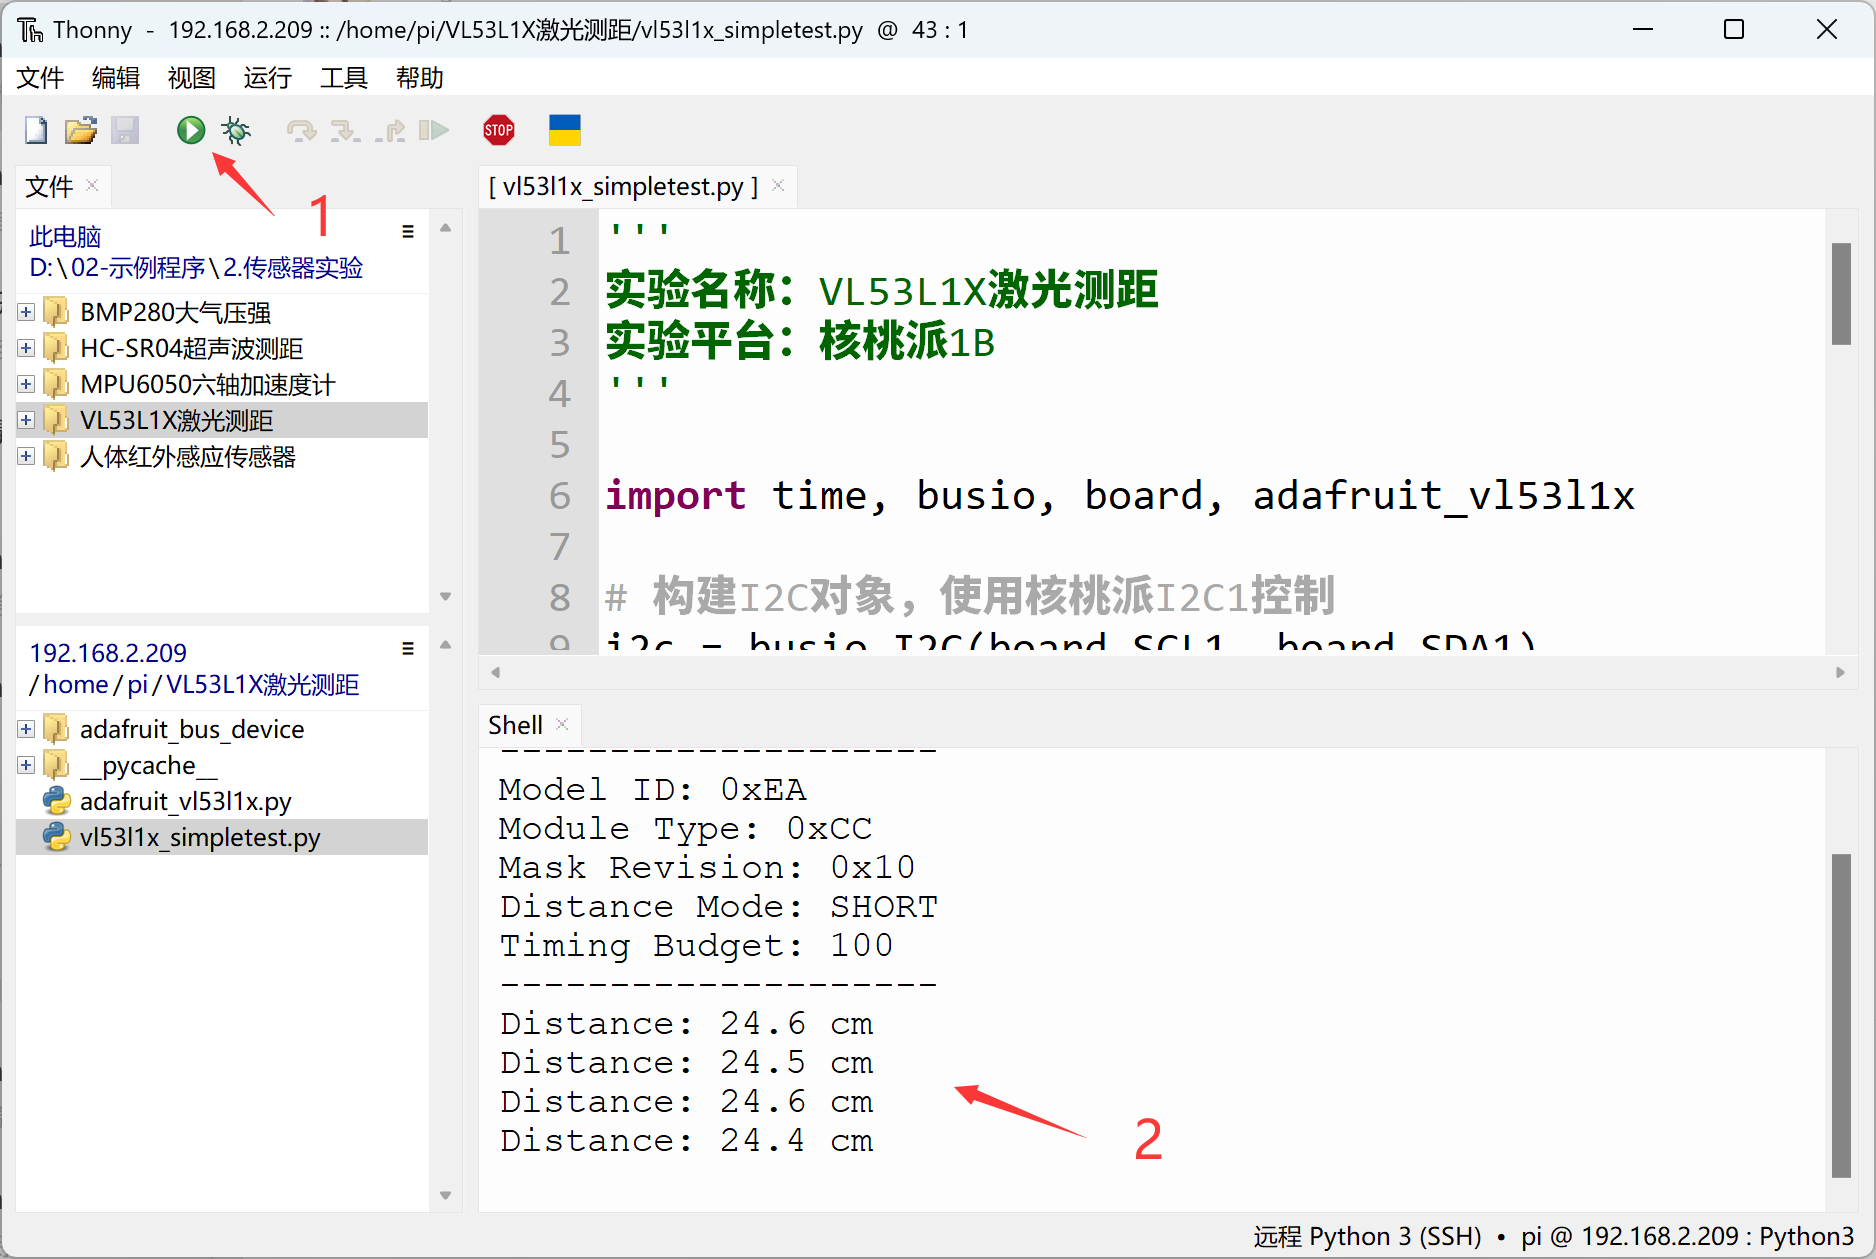 Thonny - 192.168.2.209 :: /home/pi/VL53L1X激光测距/vl53l1x_simpletest.py @ 43 : 1
文件 编辑 视图 运行 工具 帮助
STOP
1
文件
此电脑
D:\02-示例程序\2.传感器实验
BMP280大气压强
HC-SR04超声波测距
MPU6050六轴加速度计
VL53L1X激光测距
人体红外感应传感器
192.168.2.209
/home/pi/VL53L1X激光测距
adafruit_bus_device
__pycache__
adafruit_vl53l1x.py
vl53l1x_simpletest.py
[ vl53l1x_simpletest.py ]
1 '''
2 实验名称：VL53L1X激光测距
3 实验平台：核桃派1B
4 '''
5
6 import time, busio, board, adafruit_vl53l1x
7
8 # 构建I2C对象，使用核桃派I2C1控制
9 i2c = busio.I2C(board.SCL1, board.SDA1)
Shell
--------------------
Model ID: 0xEA
Module Type: 0xCC
Mask Revision: 0x10
Distance Mode: SHORT
Timing Budget: 100
--------------------
Distance: 24.6 cm
Distance: 24.5 cm
Distance: 24.6 cm
Distance: 24.4 cm
2
远程 Python 3 (SSH) • pi @ 192.168.2.209 : Python3